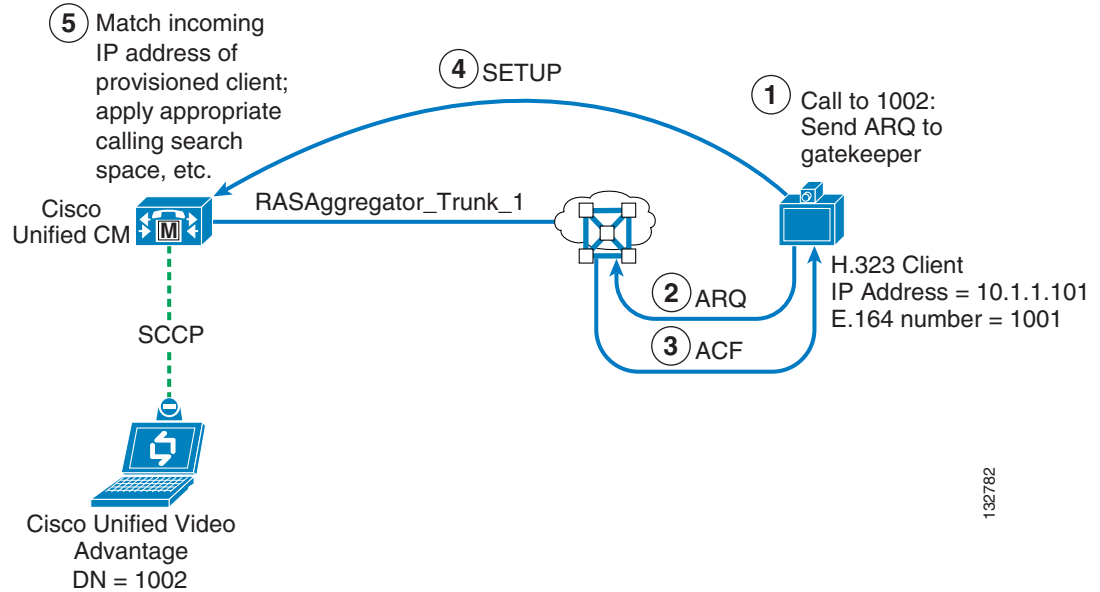 5 Match incoming
IP address of
provisioned client;
apply appropriate
calling search
space, etc.
4 SETUP
1 Call to 1002:
Send ARQ to
gatekeeper
Cisco
Unified CM
M
RASAggregator_Trunk_1
H.323 Client
IP Address = 10.1.1.101
E.164 number = 1001
2 ARQ
3 ACF
SCCP
Cisco Unified Video
Advantage
DN = 1002
132782